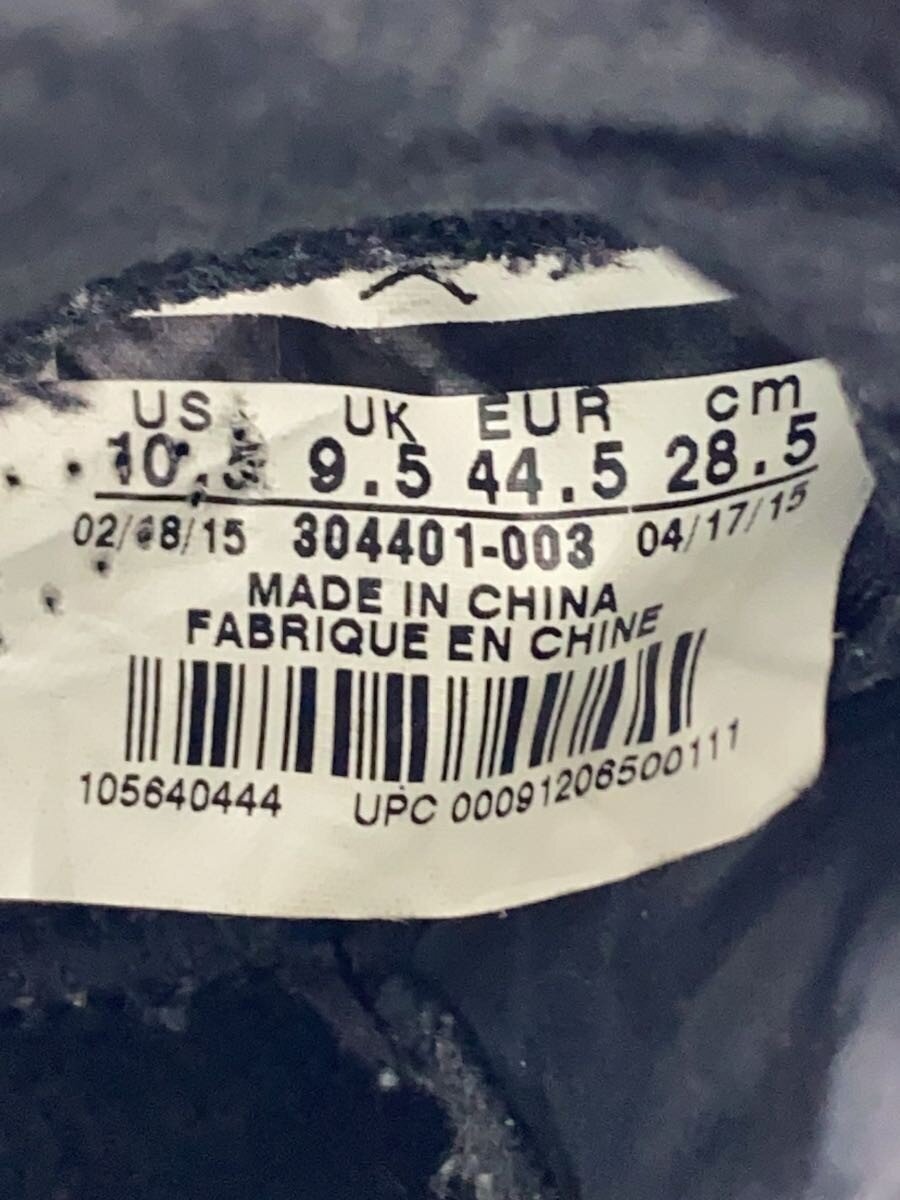 US UK EUR cm
9.5 44.5 28.5
304401-003 04/17/15
MADE IN CHINA
FABRIQUE EN CHINE
105640444 UPC 00091206500111